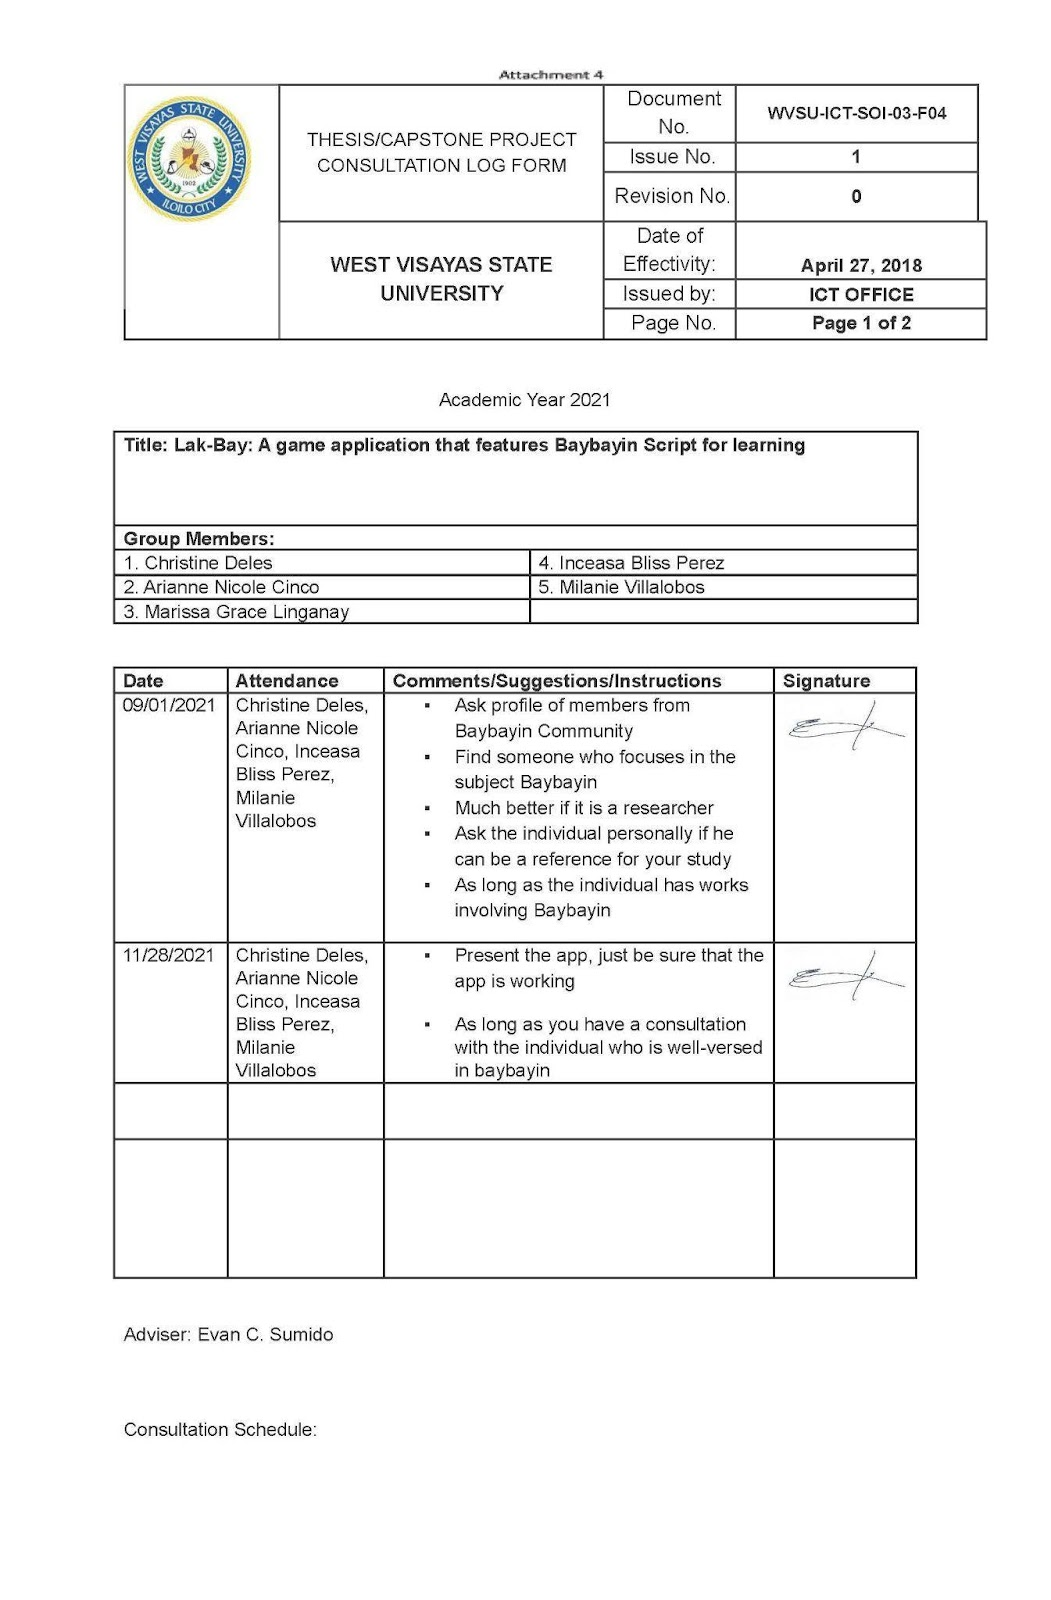 Attachment 4
WEST VISAYAS STATE UNIVERSITY
1902
ILOILO CITY
THESIS/CAPSTONE PROJECT
CONSULTATION LOG FORM
Document
No.
WVSU-ICT-SOI-03-F04
Issue No.
1
Revision No.
0
WEST VISAYAS STATE
UNIVERSITY
Date of
Effectivity:
April 27, 2018
Issued by:
ICT OFFICE
Page No.
Page 1 of 2
Academic Year 2021
Title: Lak-Bay: A game application that features Baybayin Script for learning
Group Members:
1. Christine Deles
4. Inceasa Bliss Perez
2. Arianne Nicole Cinco
5. Milanie Villalobos
3. Marissa Grace Linganay
Date
Attendance
Comments/Suggestions/Instructions
Signature
09/01/2021
Christine Deles,
Arianne Nicole
Cinco, Inceasa
Bliss Perez,
Milanie
Villalobos
▪ Ask profile of members from
Baybayin Community
▪ Find someone who focuses in the
subject Baybayin
▪ Much better if it is a researcher
▪ Ask the individual personally if he
can be a reference for your study
▪ As long as the individual has works
involving Baybayin
11/28/2021
Christine Deles,
Arianne Nicole
Cinco, Inceasa
Bliss Perez,
Milanie
Villalobos
▪ Present the app, just be sure that the
app is working
▪ As long as you have a consultation
with the individual who is well-versed
in baybayin
Adviser: Evan C. Sumido
Consultation Schedule: